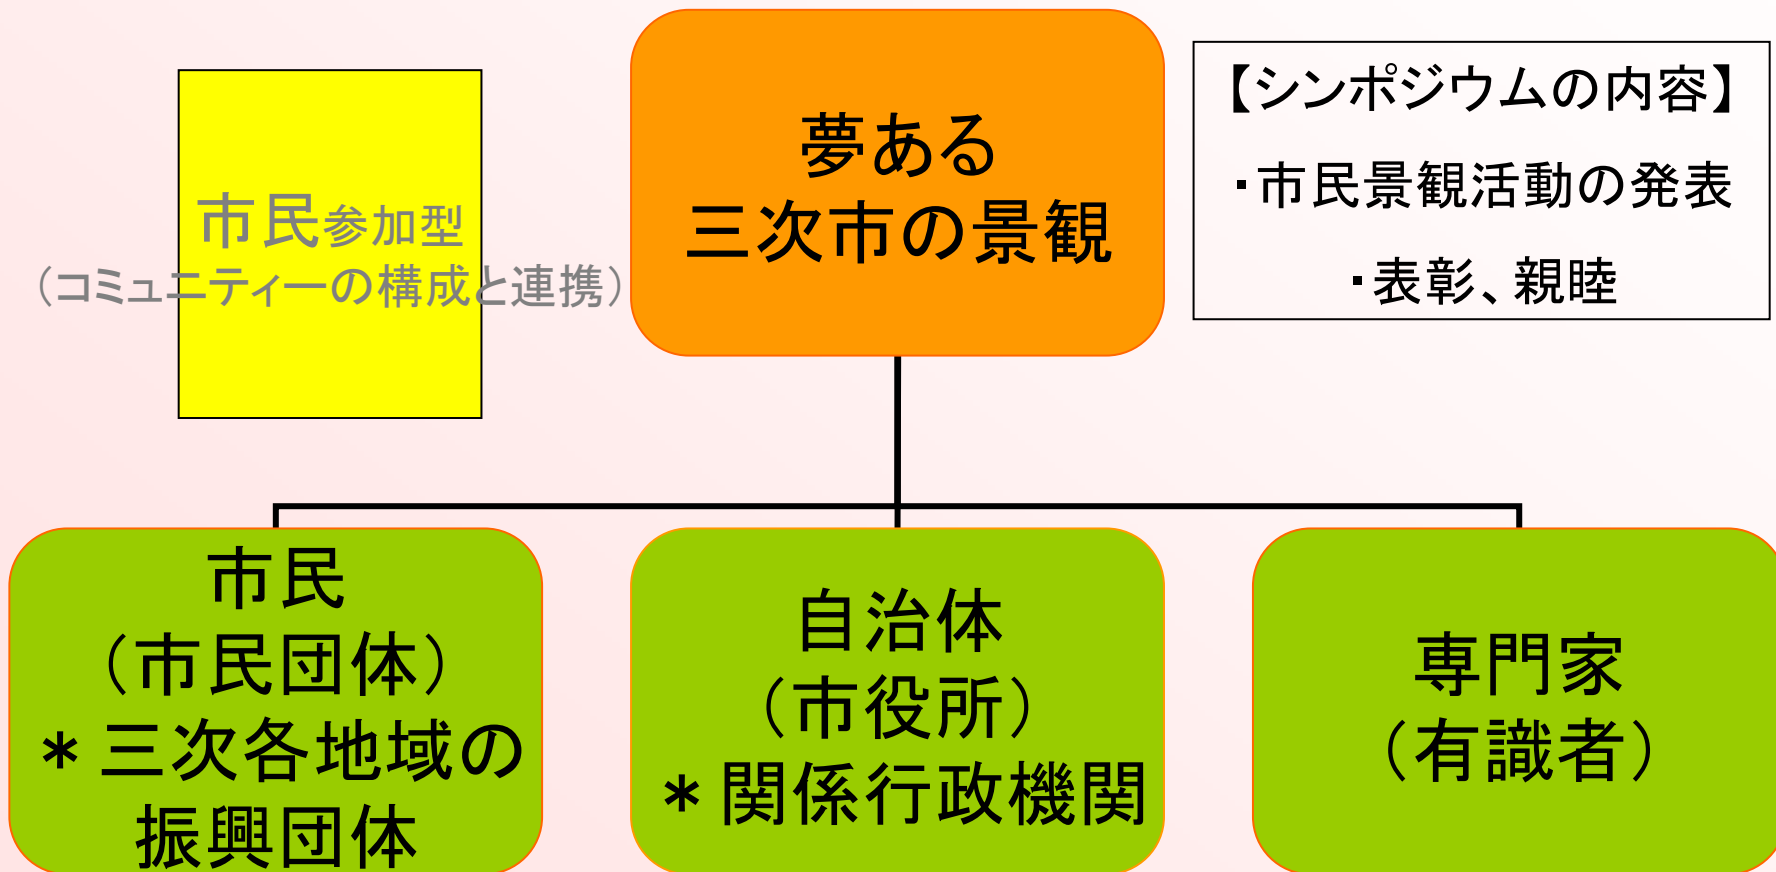 市民参加型
（コミュニティーの構成と連携）
夢ある
三次市の景観
【シンポジウムの内容】
・市民景観活動の発表
・表彰、親睦
市民
（市民団体）
＊三次各地域の
振興団体
自治体
（市役所）
＊関係行政機関
専門家
（有識者）